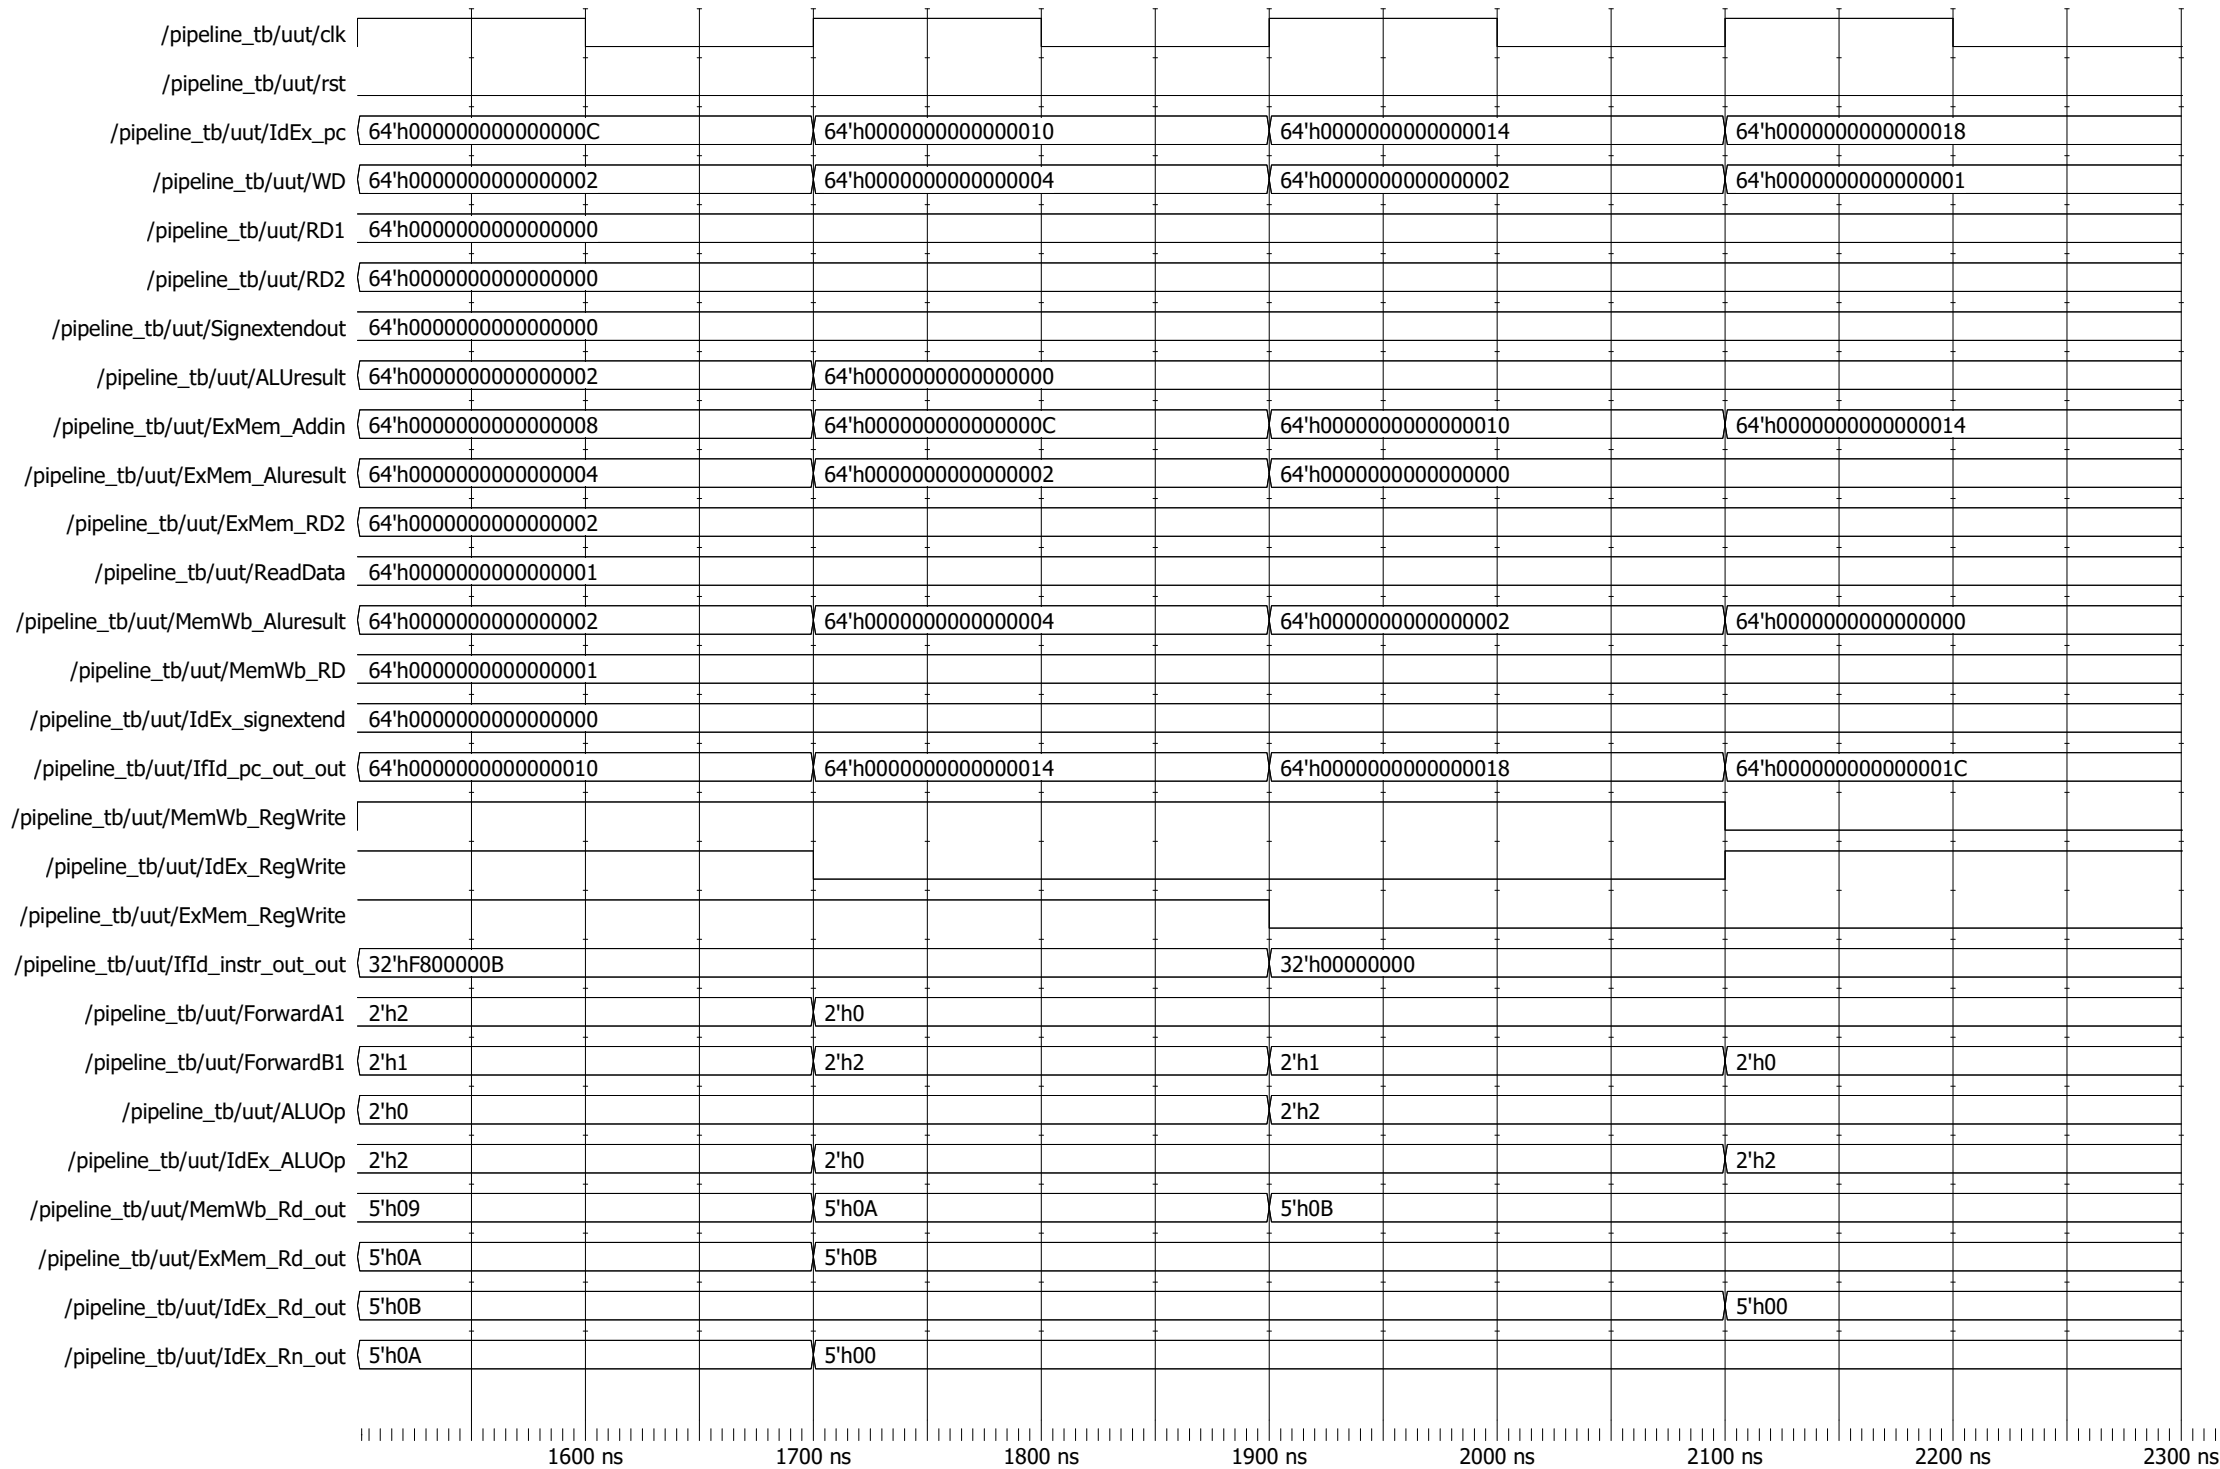 /pipeline_tb/uut/clk
/pipeline_tb/uut/rst
/pipeline_tb/uut/IdEx_pc 64'h000000000000000C 64'h0000000000000010 64'h0000000000000014 64'h0000000000000018
/pipeline_tb/uut/WD 64'h0000000000000002 64'h0000000000000004 64'h0000000000000002 64'h0000000000000001
/pipeline_tb/uut/RD1 64'h0000000000000000
/pipeline_tb/uut/RD2 64'h0000000000000000
/pipeline_tb/uut/Signextendout 64'h0000000000000000
/pipeline_tb/uut/ALUresult 64'h0000000000000002 64'h0000000000000000
/pipeline_tb/uut/ExMem_Addin 64'h0000000000000008 64'h000000000000000C 64'h0000000000000010 64'h0000000000000014
/pipeline_tb/uut/ExMem_Aluresult 64'h0000000000000004 64'h0000000000000002 64'h0000000000000000
/pipeline_tb/uut/ExMem_RD2 64'h0000000000000002
/pipeline_tb/uut/ReadData 64'h0000000000000001
/pipeline_tb/uut/MemWb_Aluresult 64'h0000000000000002 64'h0000000000000004 64'h0000000000000002 64'h0000000000000000
/pipeline_tb/uut/MemWb_RD 64'h0000000000000001
/pipeline_tb/uut/IdEx_signextend 64'h0000000000000000
/pipeline_tb/uut/IfId_pc_out_out 64'h0000000000000010 64'h0000000000000014 64'h0000000000000018 64'h000000000000001C
/pipeline_tb/uut/MemWb_RegWrite
/pipeline_tb/uut/IdEx_RegWrite
/pipeline_tb/uut/ExMem_RegWrite
/pipeline_tb/uut/IfId_instr_out_out 32'hF800000B 32'h00000000
/pipeline_tb/uut/ForwardA1 2'h2 2'h0
/pipeline_tb/uut/ForwardB1 2'h1 2'h2 2'h1 2'h0
/pipeline_tb/uut/ALUOp 2'h0 2'h2
/pipeline_tb/uut/IdEx_ALUOp 2'h2 2'h0 2'h2
/pipeline_tb/uut/MemWb_Rd_out 5'h09 5'h0A 5'h0B
/pipeline_tb/uut/ExMem_Rd_out 5'h0A 5'h0B
/pipeline_tb/uut/IdEx_Rd_out 5'h0B 5'h00
/pipeline_tb/uut/IdEx_Rn_out 5'h0A 5'h00
1600 ns 1700 ns 1800 ns 1900 ns 2000 ns 2100 ns 2200 ns 2300 ns